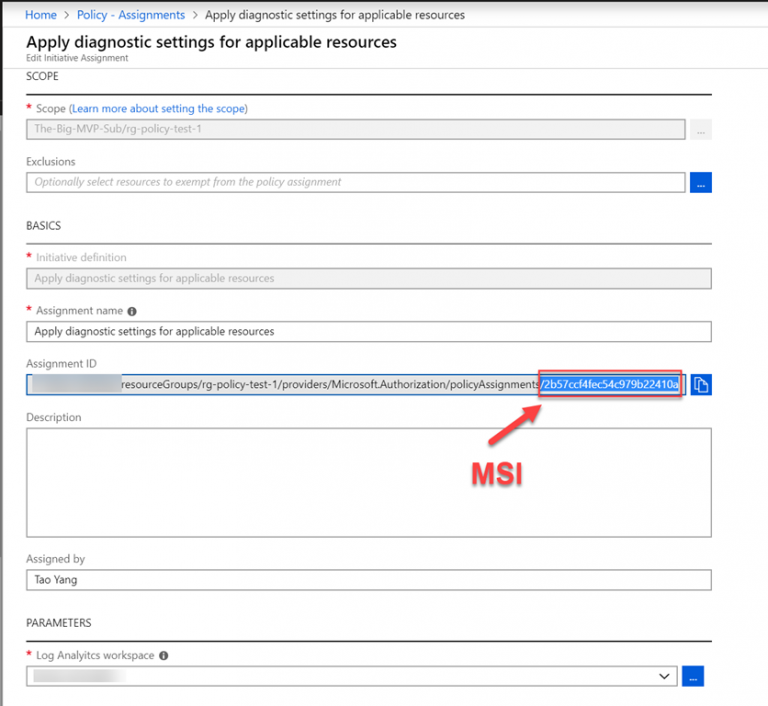 Home > Policy - Assignments > Apply diagnostic settings for applicable resources
Apply diagnostic settings for applicable resources
Edit Initiative Assignment
SCOPE
* Scope (Learn more about setting the scope)
The-Big-MVP-Sub/rg-policy-test-1
...
Exclusions
Optionally select resources to exempt from the policy assignment
...
BASICS
* Initiative definition
Apply diagnostic settings for applicable resources
* Assignment name
Apply diagnostic settings for applicable resources
Assignment ID
resourceGroups/rg-policy-test-1/providers/Microsoft.Authorization/policyAssignments/2b57ccf4fec54c979b22410a
Description
MSI
Assigned by
Tao Yang
PARAMETERS
* Log Analyitcs workspace
...